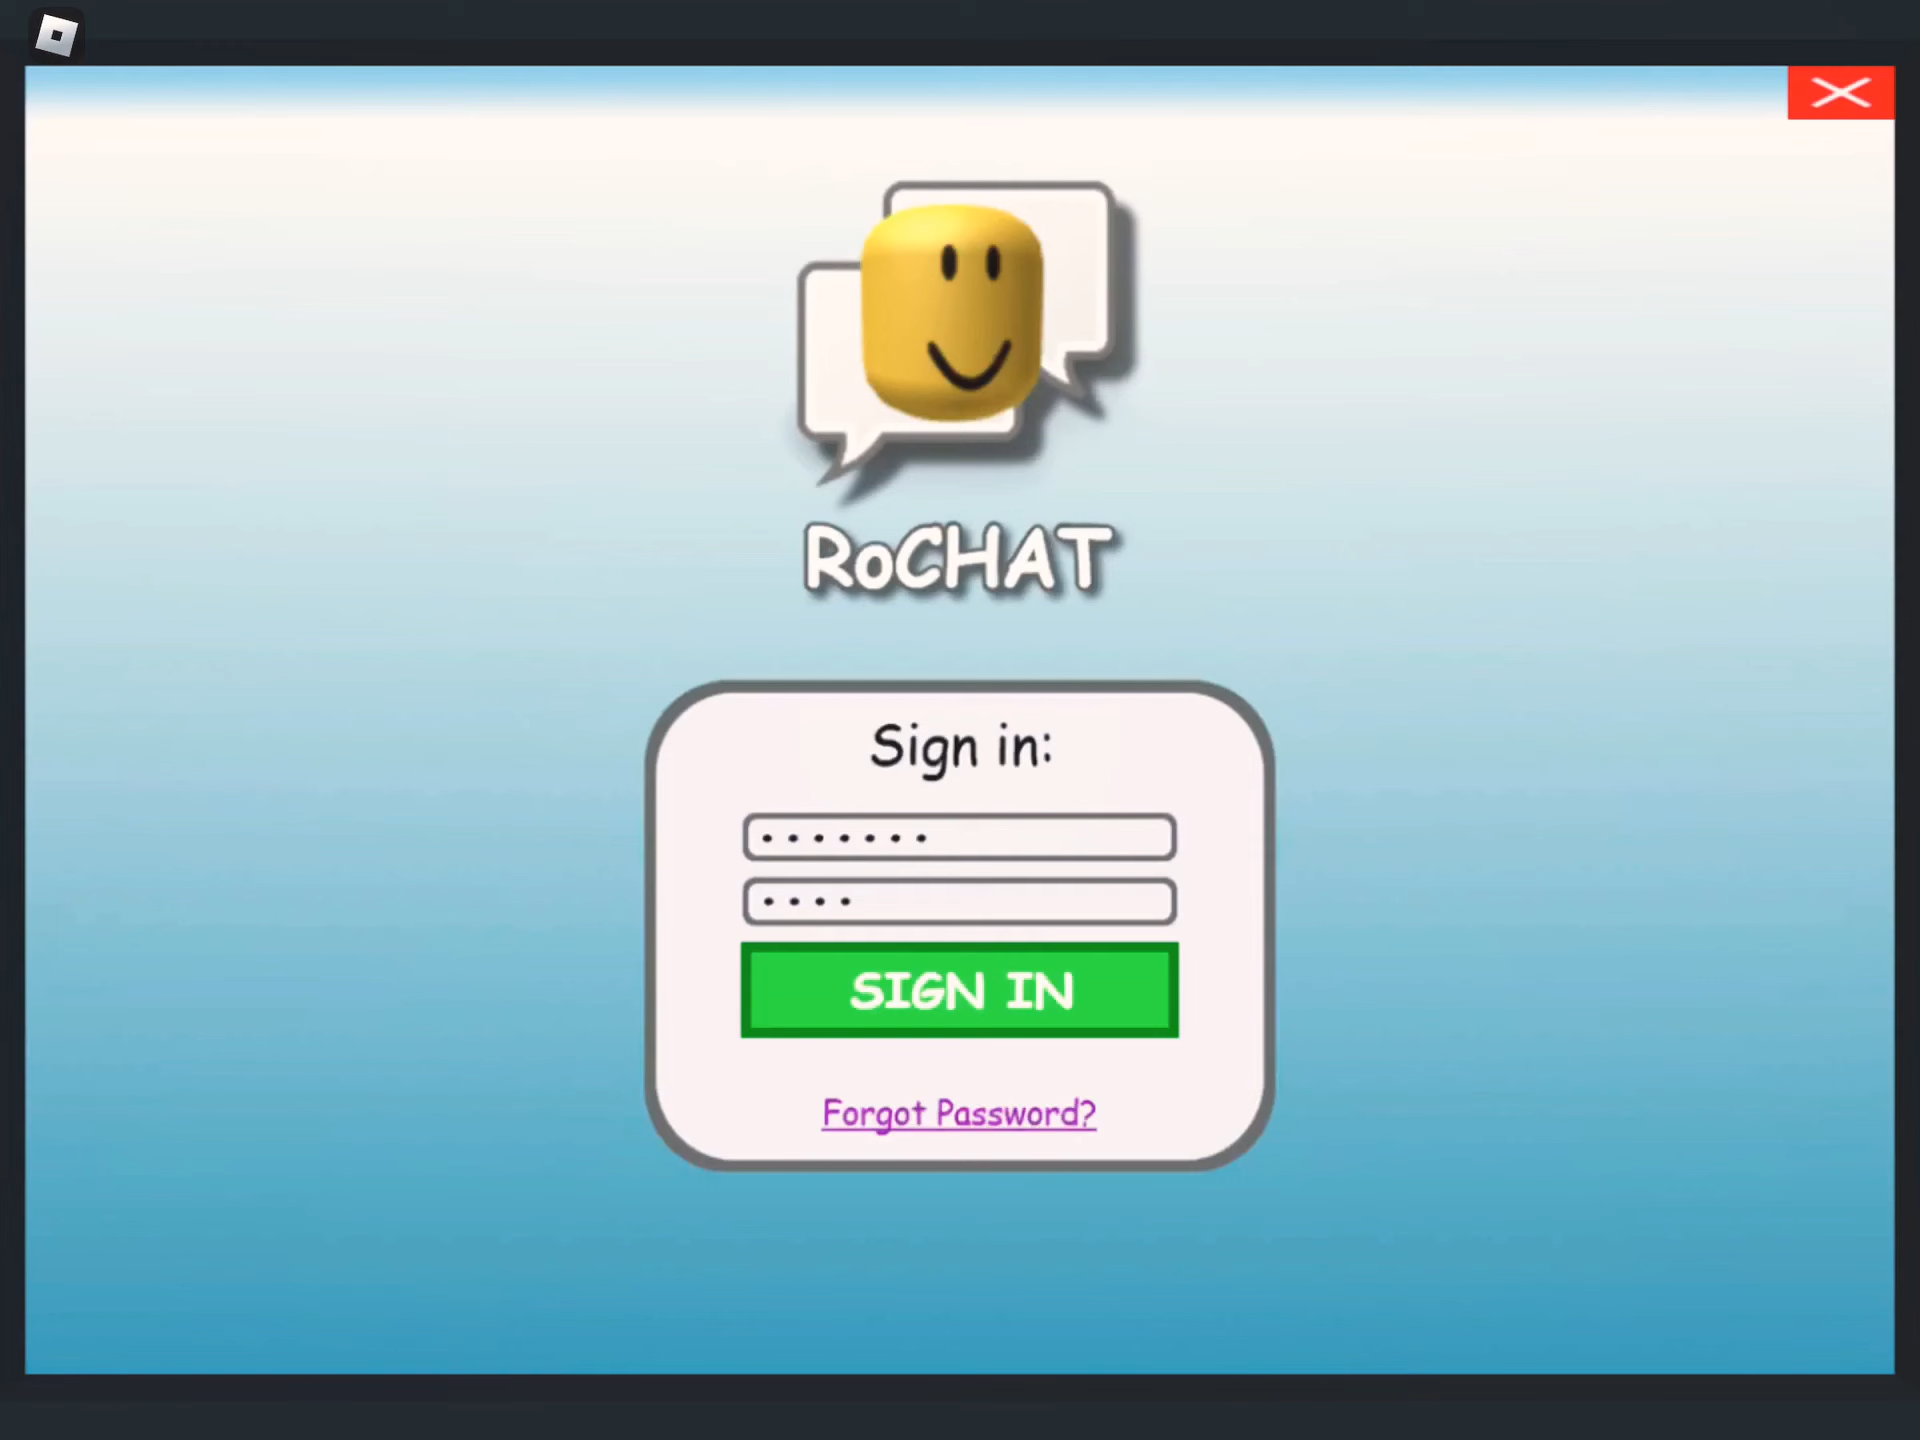 RoCHAT
Sign in:
•••••••
••••
SIGN IN
Forgot Password?